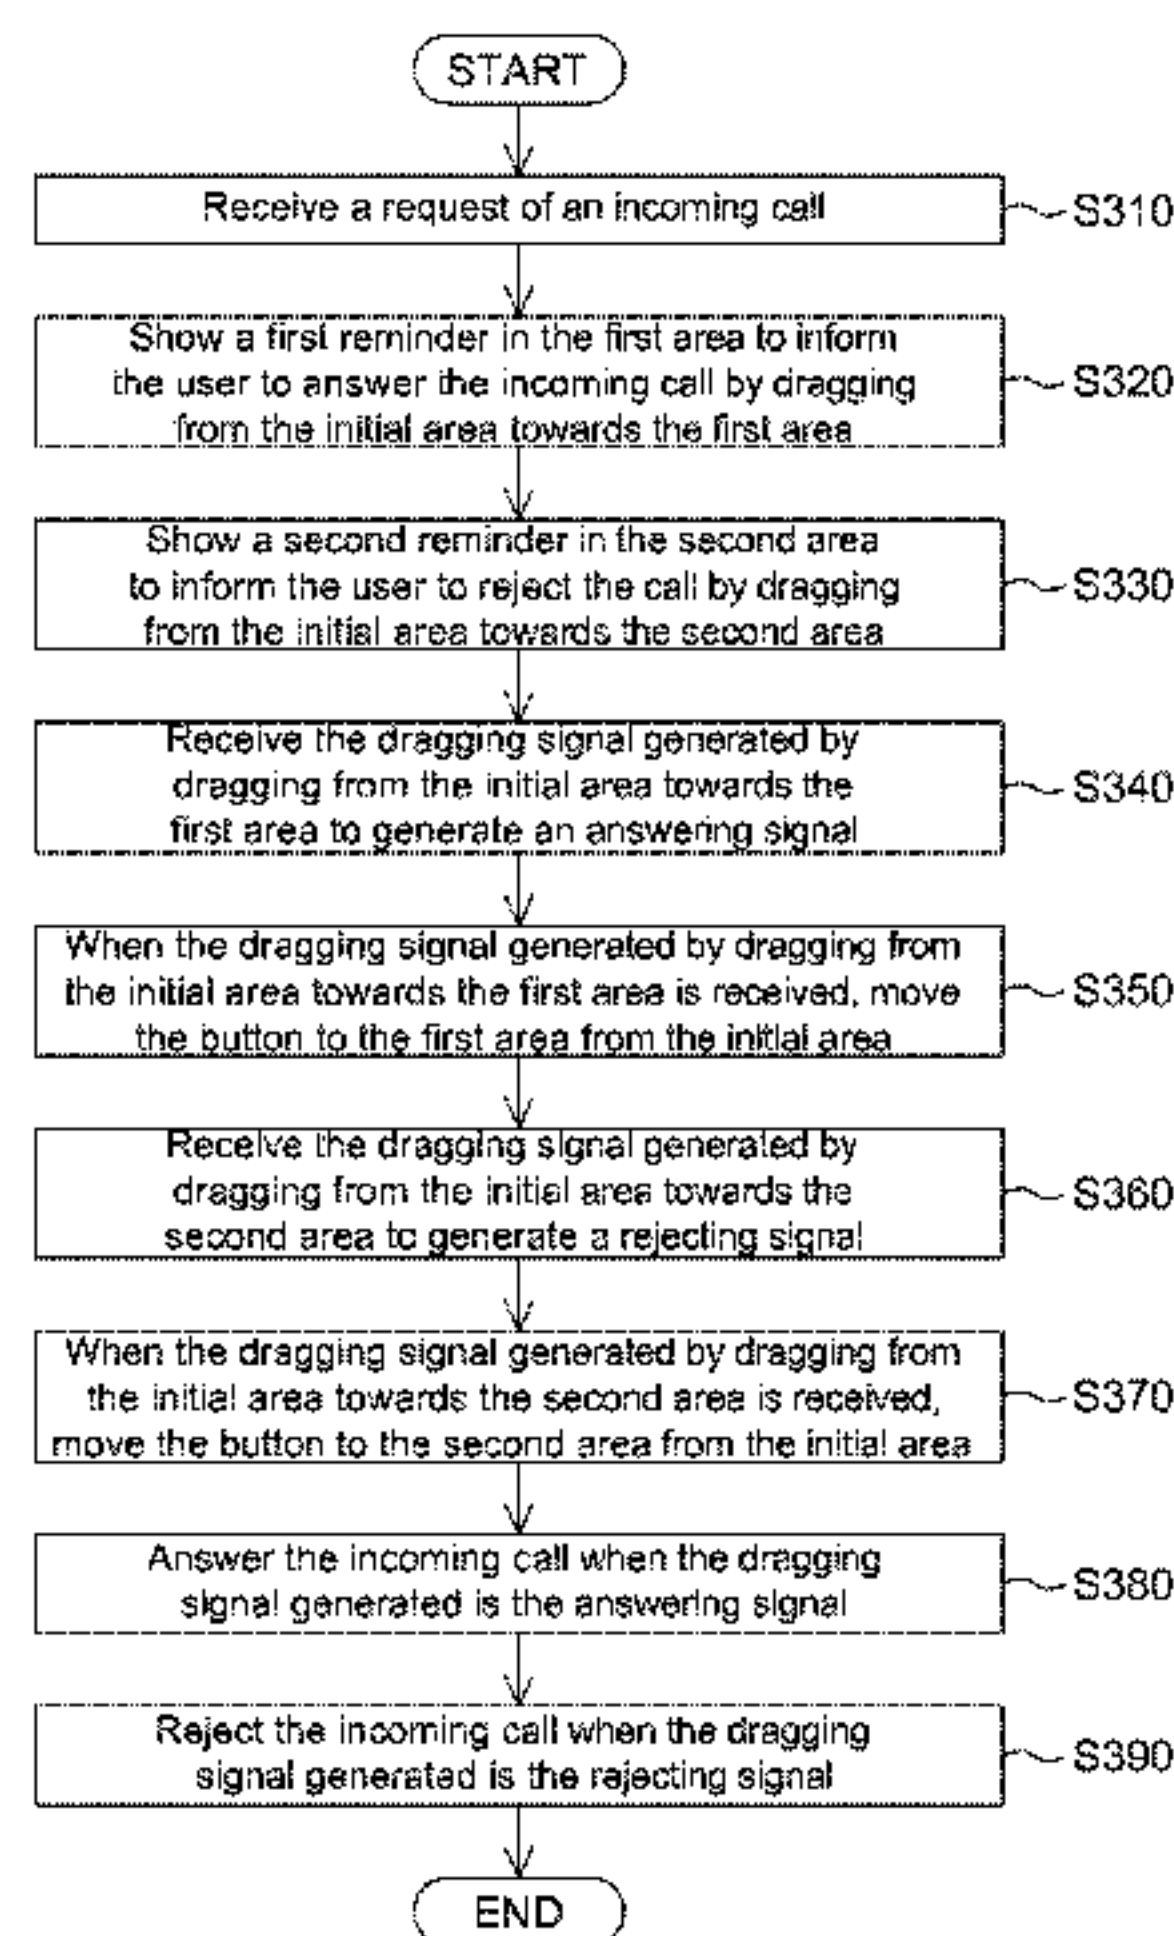 START
Receive a request of an incoming call
S310
Show a first reminder in the first area to inform
the user to answer the incoming call by dragging
from the initial area towards the first area
S320
Show a second reminder in the second area
to inform the user to reject the call by dragging
from the initial area towards the second area
S330
Receive the dragging signal generated by
dragging from the initial area towards the
first area to generate an answering signal
S340
When the dragging signal generated by dragging from
the initial area towards the first area is received, move
the button to the first area from the initial area
S350
Receive the dragging signal generated by
dragging from the initial area towards the
second area to generate a rejecting signal
S360
When the dragging signal generated by dragging from
the initial area towards the second area is received,
move the button to the second area from the initial area
S370
Answer the incoming call when the dragging
signal generated is the answering signal
S380
Reject the incoming call when the dragging
signal generated is the rejecting signal
S390
END